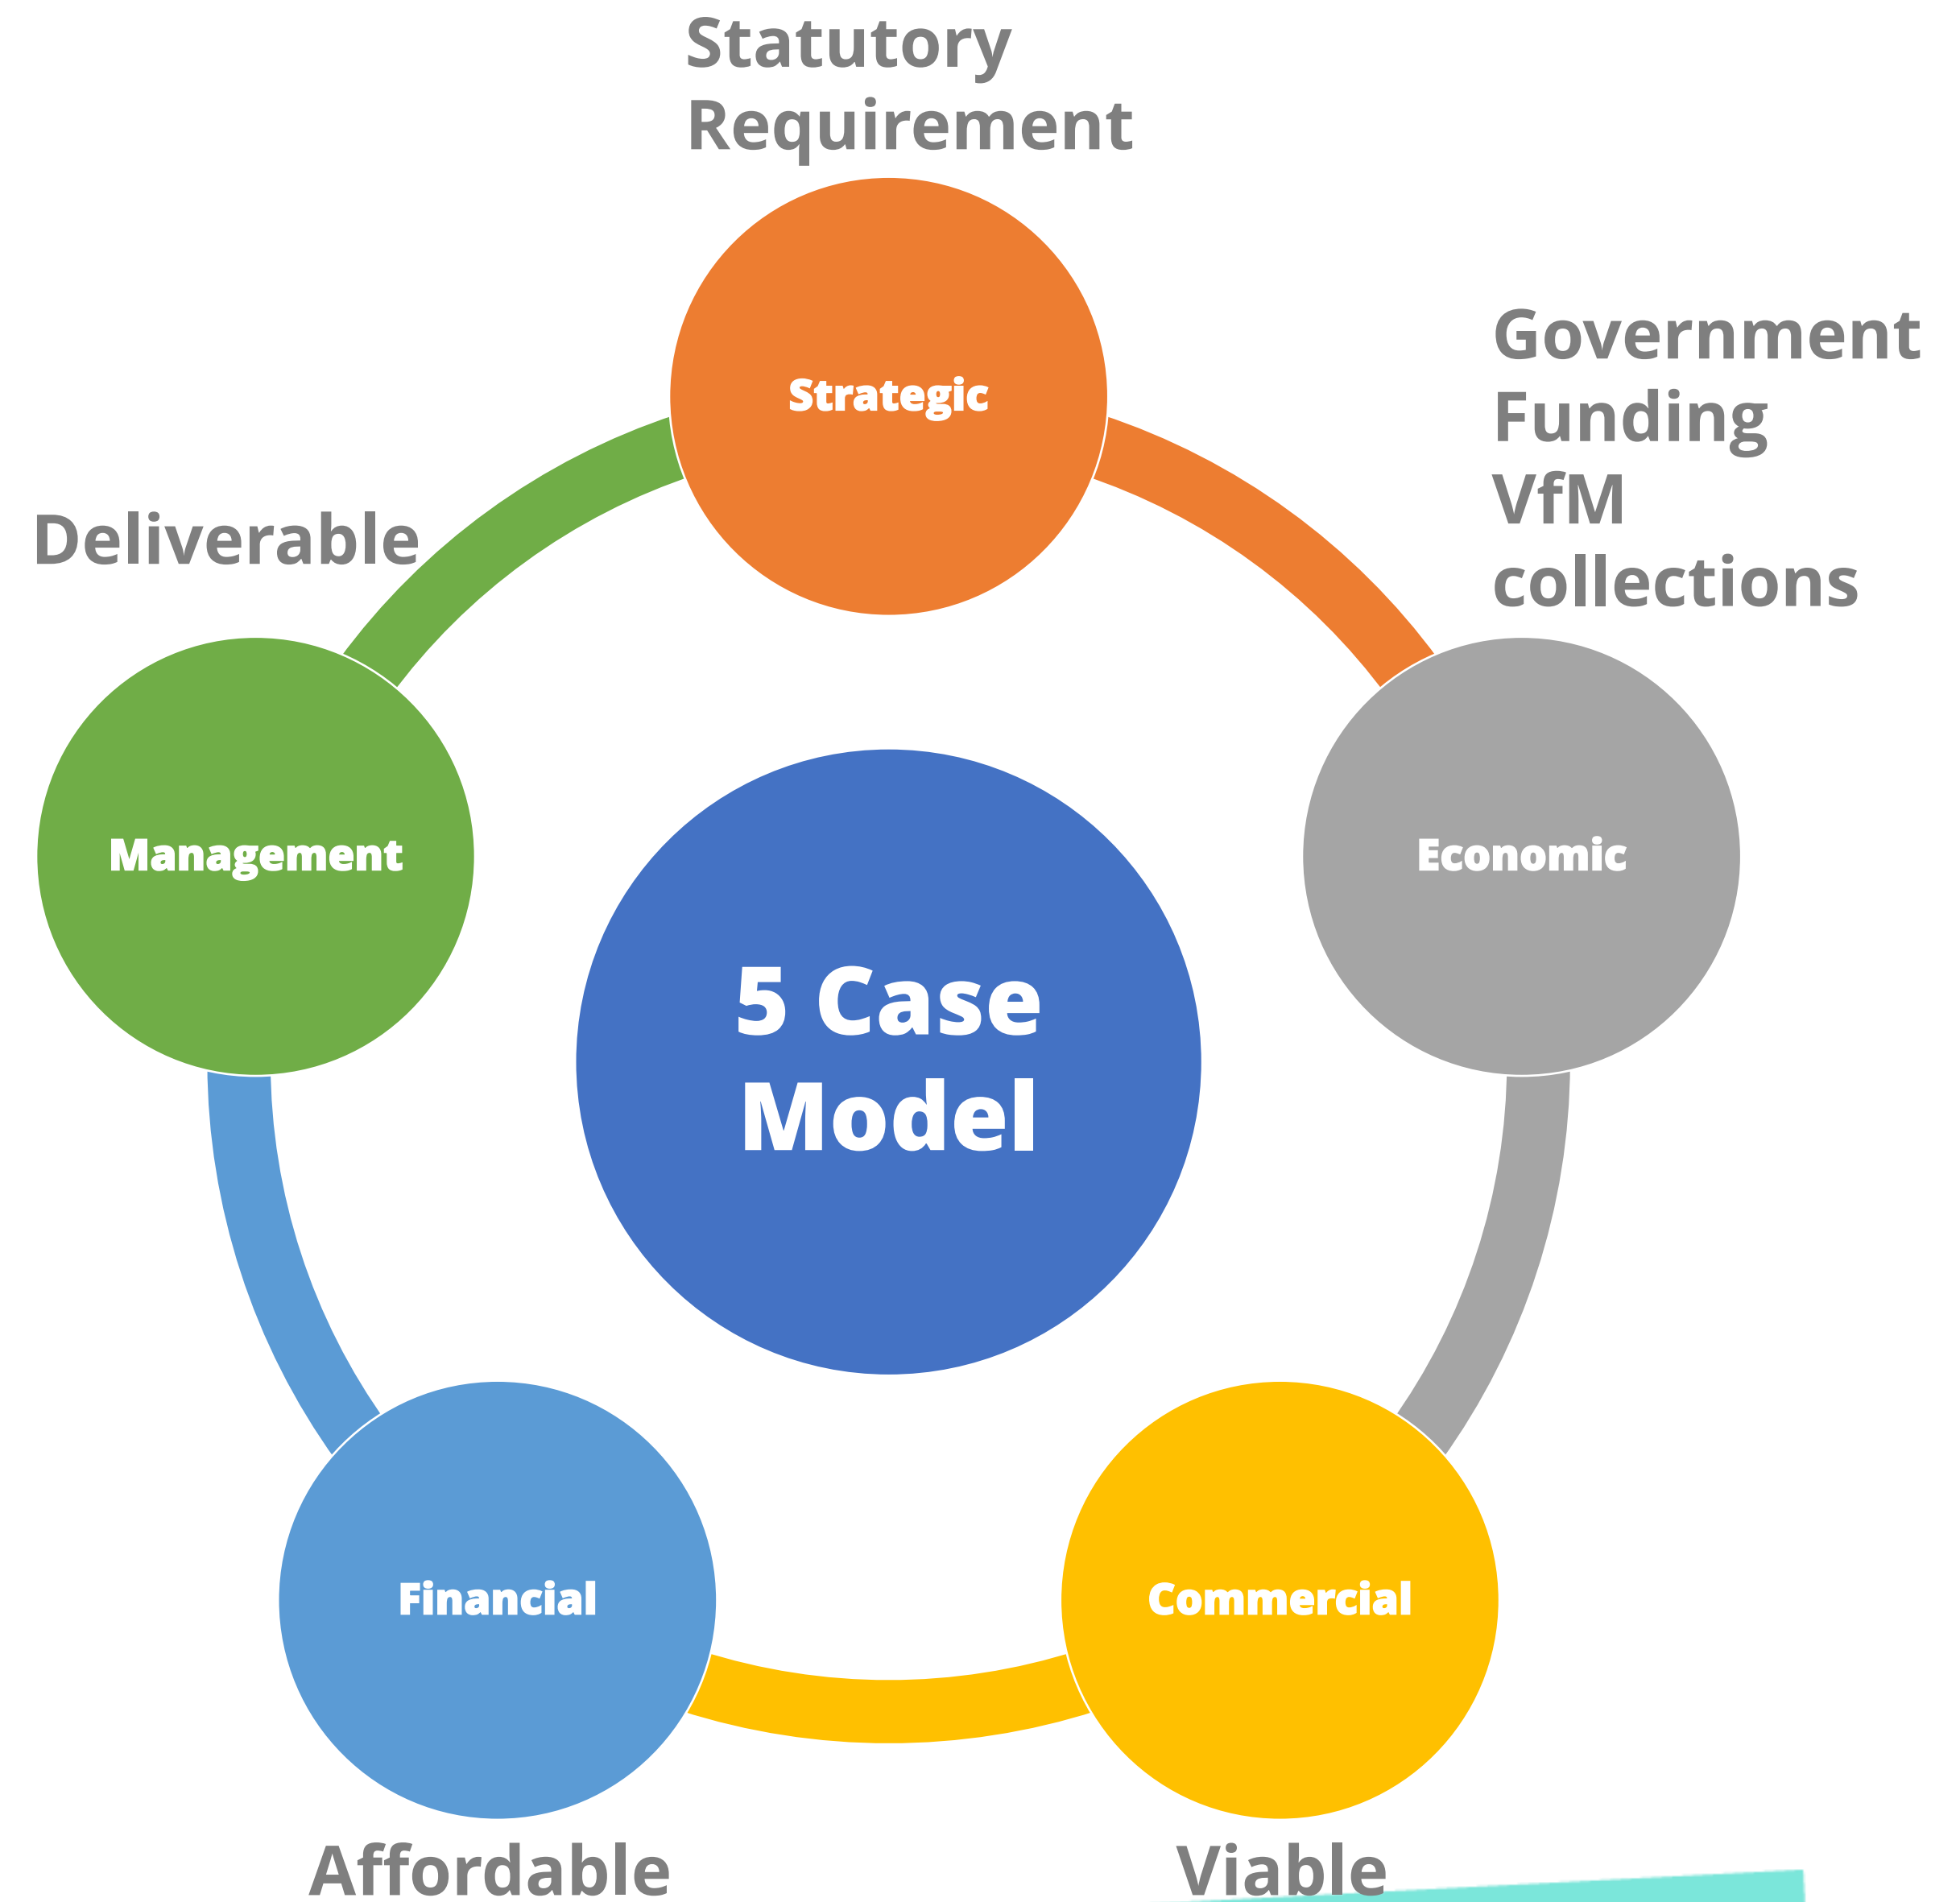 Statutory
Requirement
Strategic
Government
Funding
VfM
collections
Deliverable
Management
Economic
5 Case
Model
Financial
Commercial
Affordable
Viable